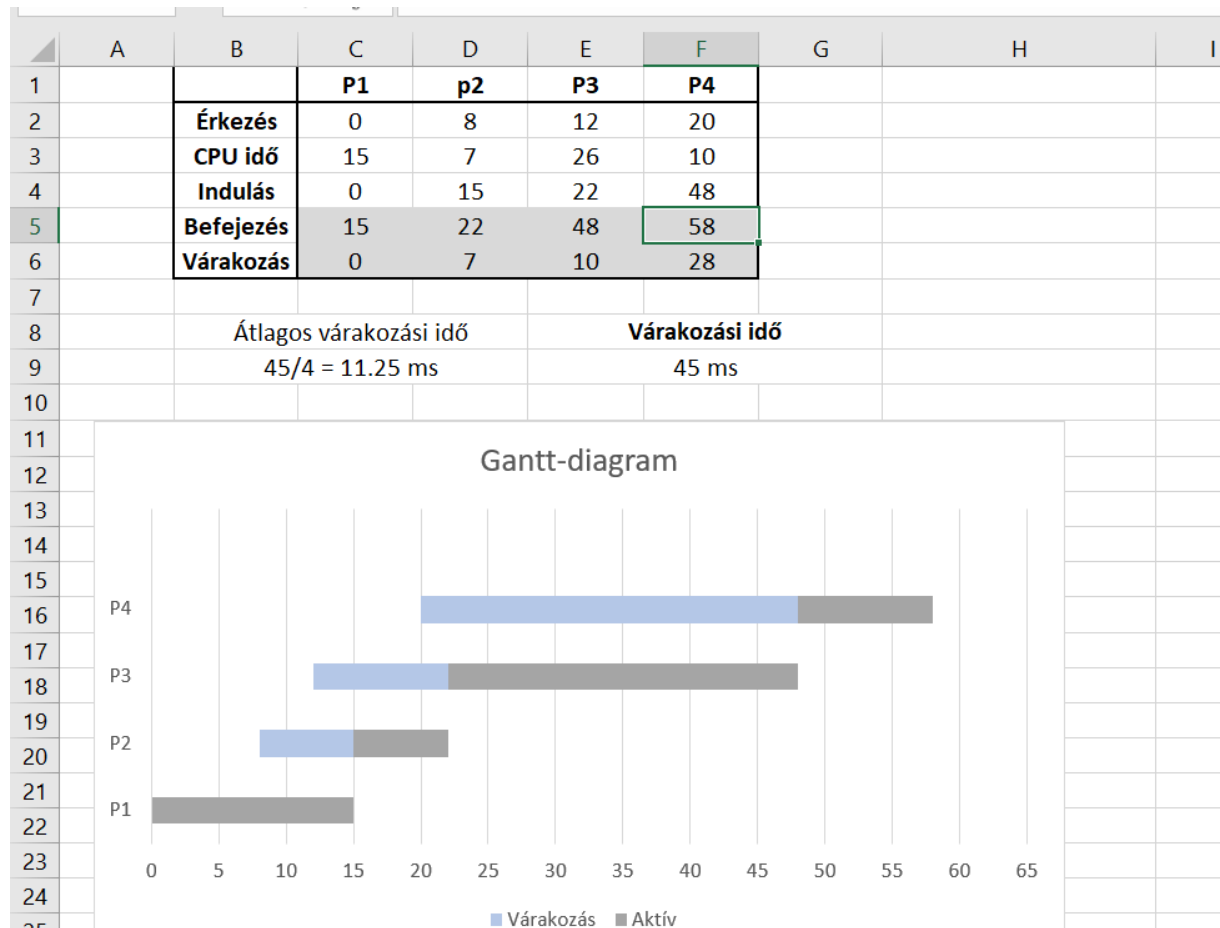 A B C D E F G H I
1 P1 p2 P3 P4
2 Érkezés 0 8 12 20
3 CPU idő 15 7 26 10
4 Indulás 0 15 22 48
5 Befejezés 15 22 48 58
6 Várakozás 0 7 10 28
7
8 Átlagos várakozási idő Várakozási idő
9 45/4 = 11.25 ms 45 ms
10
11
12
13
14
15
16
17
18
19
20
21
22
23
24
Gantt-diagram
P4
P3
P2
P1
0 5 10 15 20 25 30 35 40 45 50 55 60 65
Várakozás Aktív